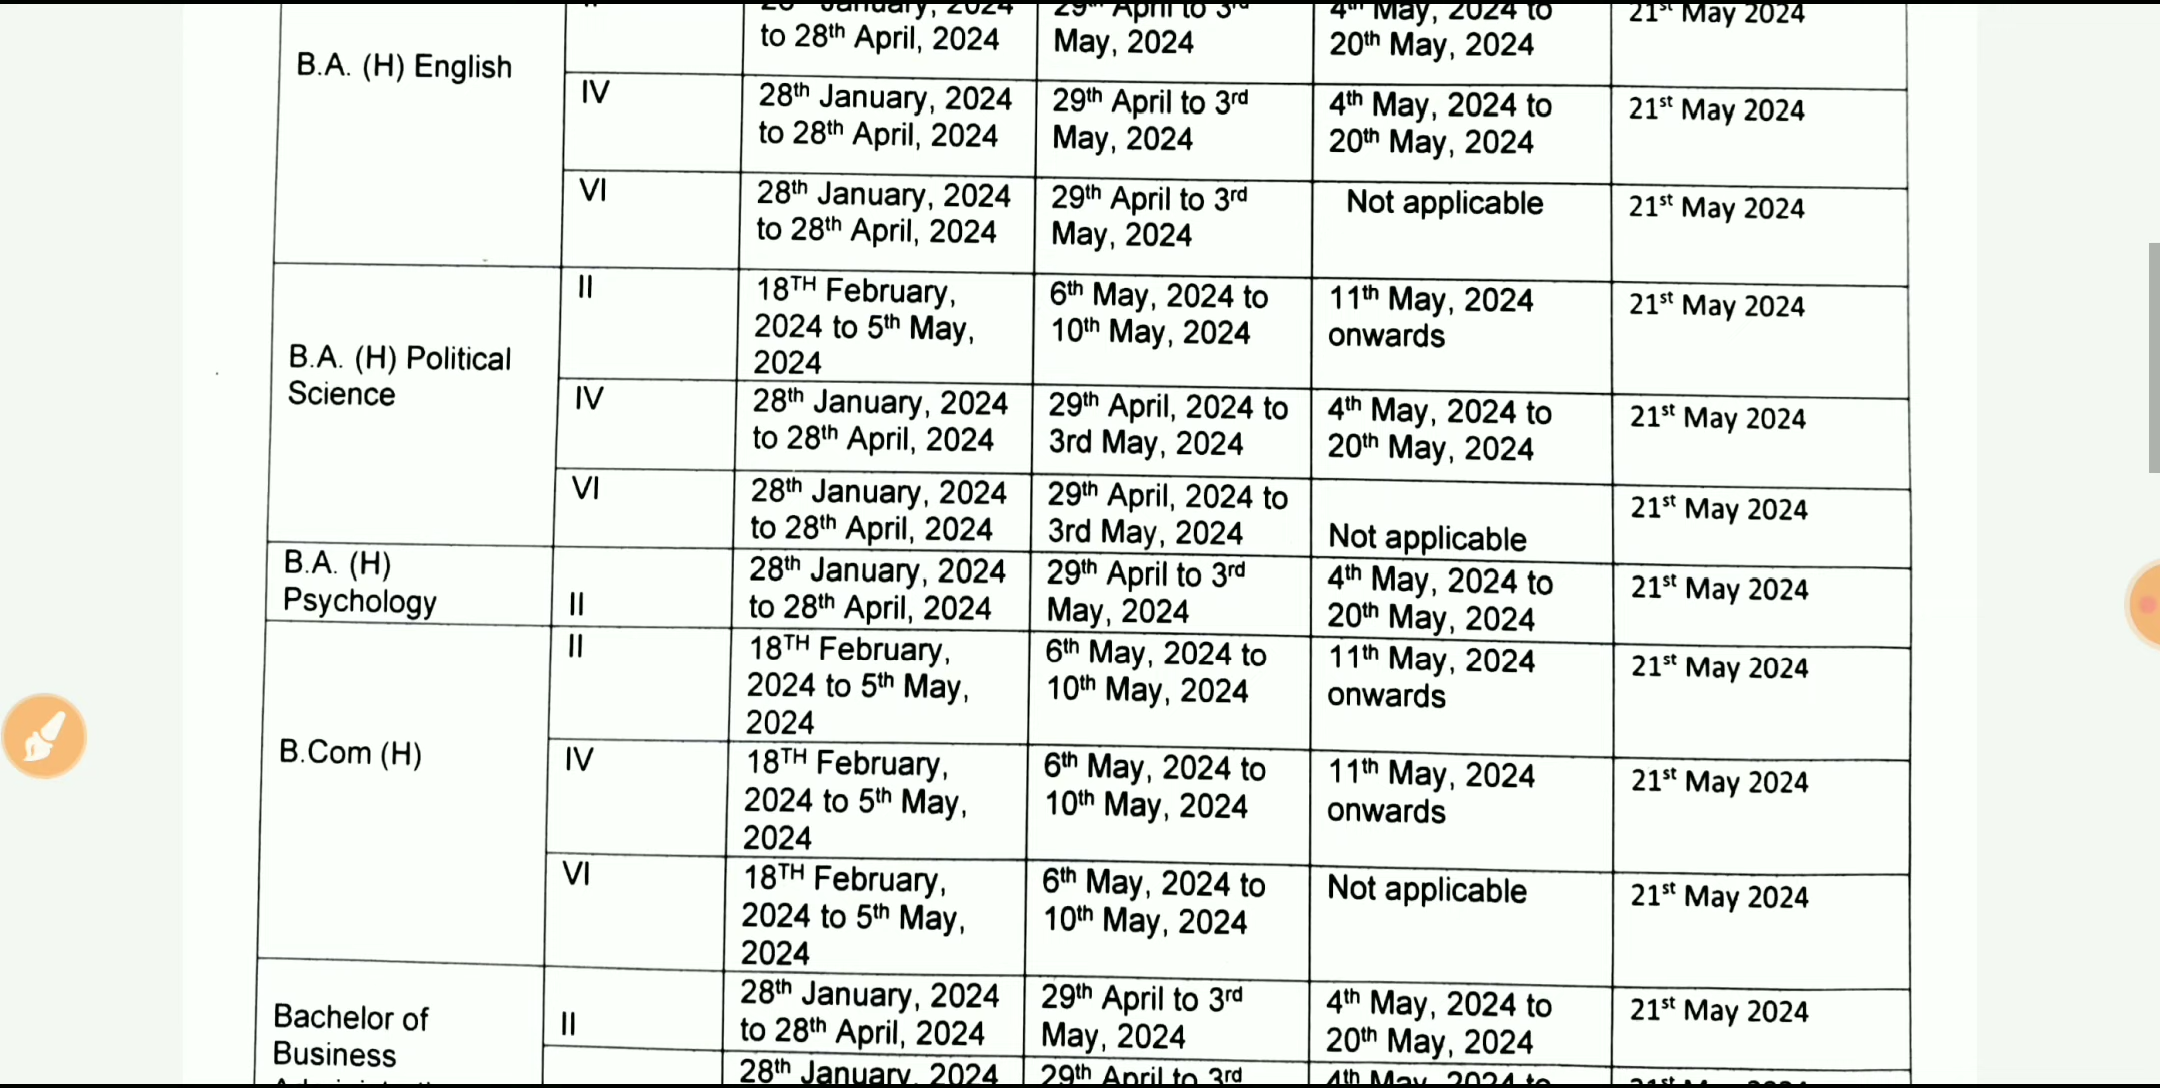 January, 2024
to 28th April, 2024
29th April to 3rd
May, 2024
4th May, 2024 to
20th May, 2024
21st May 2024
B.A. (H) English
IV
28th January, 2024
to 28th April, 2024
29th April to 3rd
May, 2024
4th May, 2024 to
20th May, 2024
21st May 2024
VI
28th January, 2024
to 28th April, 2024
29th April to 3rd
May, 2024
Not applicable
21st May 2024
B.A. (H) Political
Science
II
18TH February,
2024 to 5th May,
2024
6th May, 2024 to
10th May, 2024
11th May, 2024
onwards
21st May 2024
IV
28th January, 2024
to 28th April, 2024
29th April, 2024 to
3rd May, 2024
4th May, 2024 to
20th May, 2024
21st May 2024
VI
28th January, 2024
to 28th April, 2024
29th April, 2024 to
3rd May, 2024
Not applicable
21st May 2024
B.A. (H)
Psychology
II
28th January, 2024
to 28th April, 2024
29th April to 3rd
May, 2024
4th May, 2024 to
20th May, 2024
21st May 2024
B.Com (H)
II
18TH February,
2024 to 5th May,
2024
6th May, 2024 to
10th May, 2024
11th May, 2024
onwards
21st May 2024
IV
18TH February,
2024 to 5th May,
2024
6th May, 2024 to
10th May, 2024
11th May, 2024
onwards
21st May 2024
VI
18TH February,
2024 to 5th May,
2024
6th May, 2024 to
10th May, 2024
Not applicable
21st May 2024
Bachelor of
Business
II
28th January, 2024
to 28th April, 2024
29th April to 3rd
May, 2024
4th May, 2024 to
20th May, 2024
21st May 2024
28th January, 2024
29th April to 3rd
4th May, 2024 to